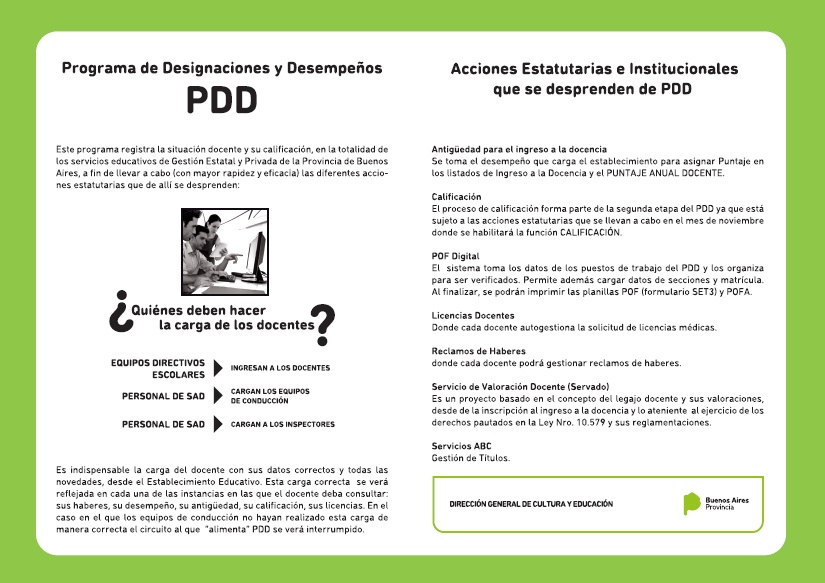 Programa de Designaciones y Desempeños
PDD
Este programa registra la situación docente y su calificación, en la totalidad de
los servicios educativos de Gestión Estatal y Privada de la Provincia de Buenos
Aires, a fin de llevar a cabo (con mayor rapidez y eficacia) las diferentes accio-
nes estatutarias que de allí se desprenden:
¿Quiénes deben hacer
la carga de los docentes?
EQUIPOS DIRECTIVOS
ESCOLARES
INGRESAN A LOS DOCENTES
PERSONAL DE SAD
CARGAN LOS EQUIPOS
DE CONDUCCIÓN
PERSONAL DE SAD
CARGAN A LOS INSPECTORES
Es indispensable la carga del docente con sus datos correctos y todas las
novedades, desde el Establecimiento Educativo. Esta carga correcta se verá
reflejada en cada una de las instancias en las que el docente deba consultar:
sus haberes, su desempeño, su antigüedad, su calificación, sus licencias. En el
caso en el que los equipos de conducción no hayan realizado esta carga de
manera correcta el circuito al que "alimenta" PDD se verá interrumpido.
Acciones Estatutarias e Institucionales
que se desprenden de PDD
Antigüedad para el ingreso a la docencia
Se toma el desempeño que carga el establecimiento para asignar Puntaje en
los listados de Ingreso a la Docencia y el PUNTAJE ANUAL DOCENTE.
Calificación
El proceso de calificación forma parte de la segunda etapa del PDD ya que está
sujeto a las acciones estatutarias que se llevan a cabo en el mes de noviembre
donde se habilitará la función CALIFICACIÓN.
POF Digital
El sistema toma los datos de los puestos de trabajo del PDD y los organiza
para ser verificados. Permite además cargar datos de secciones y matrícula.
Al finalizar, se podrán imprimir las planillas POF (formulario SET3) y POFA.
Licencias Docentes
Donde cada docente autogestiona la solicitud de licencias médicas.
Reclamos de Haberes
donde cada docente podrá gestionar reclamos de haberes.
Servicio de Valoración Docente (Servado)
Es un proyecto basado en el concepto del legajo docente y sus valoraciones,
desde de la inscripción al ingreso a la docencia y lo ateniente al ejercicio de los
derechos pautados en la Ley Nro. 10.579 y sus reglamentaciones.
Servicios ABC
Gestión de Títulos.
DIRECCIÓN GENERAL DE CULTURA Y EDUCACIÓN
Buenos Aires
Provincia